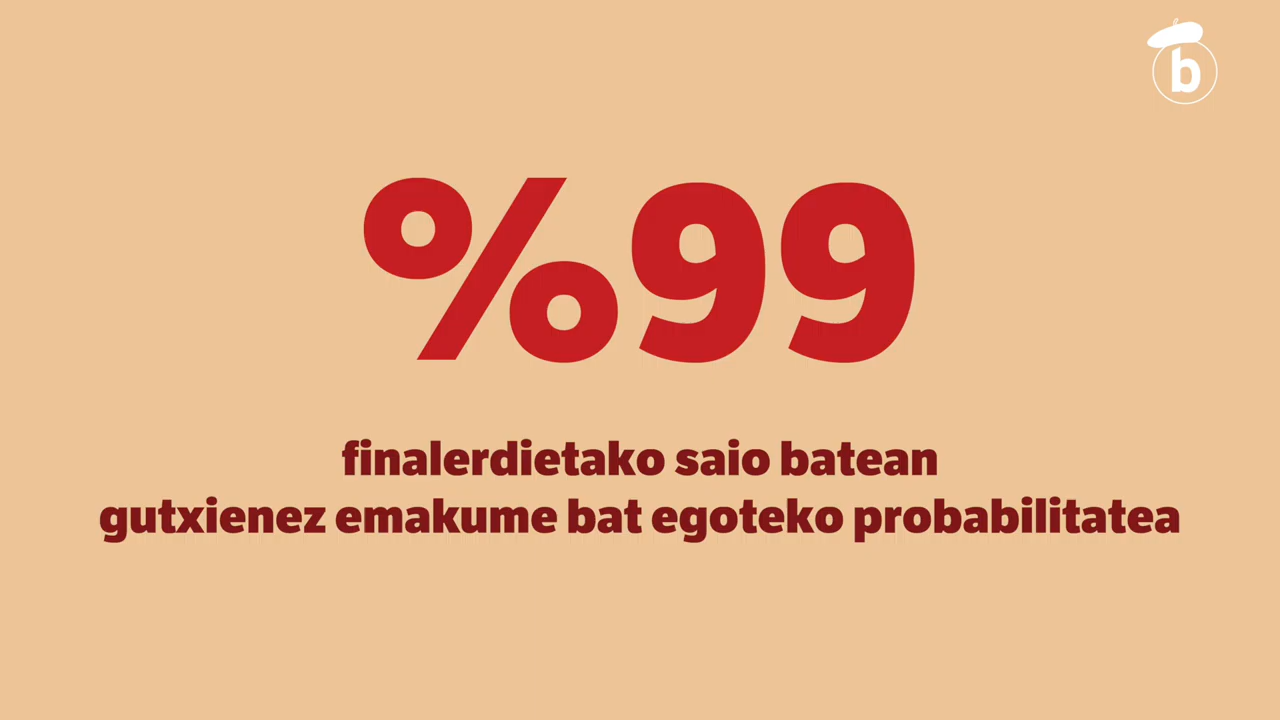 b
%99
finalerdietako saio batean
gutxienez emakume bat egoteko probabilitatea